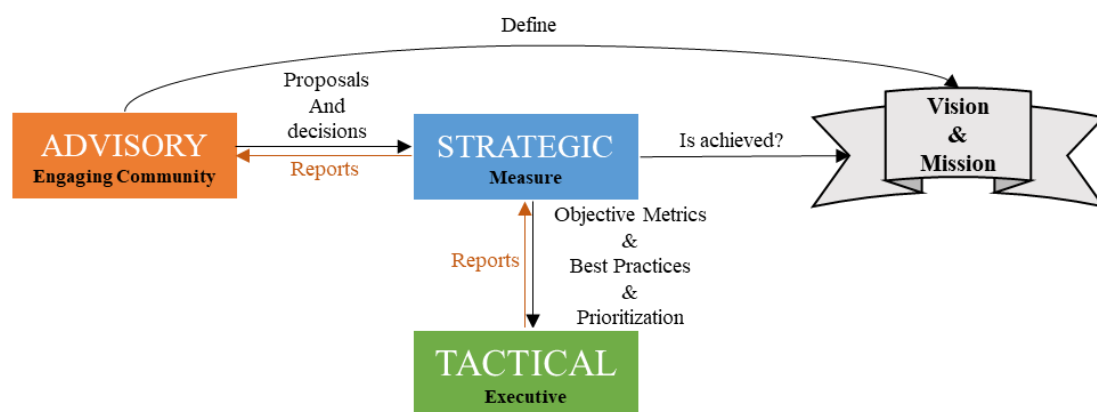 Define
Proposals
And
decisions
ADVISORY
Engaging Community
Reports
STRATEGIC
Measure
Is achieved?
Vision
&
Mission
Reports
Objective Metrics
&
Best Practices
&
Prioritization
TACTICAL
Executive